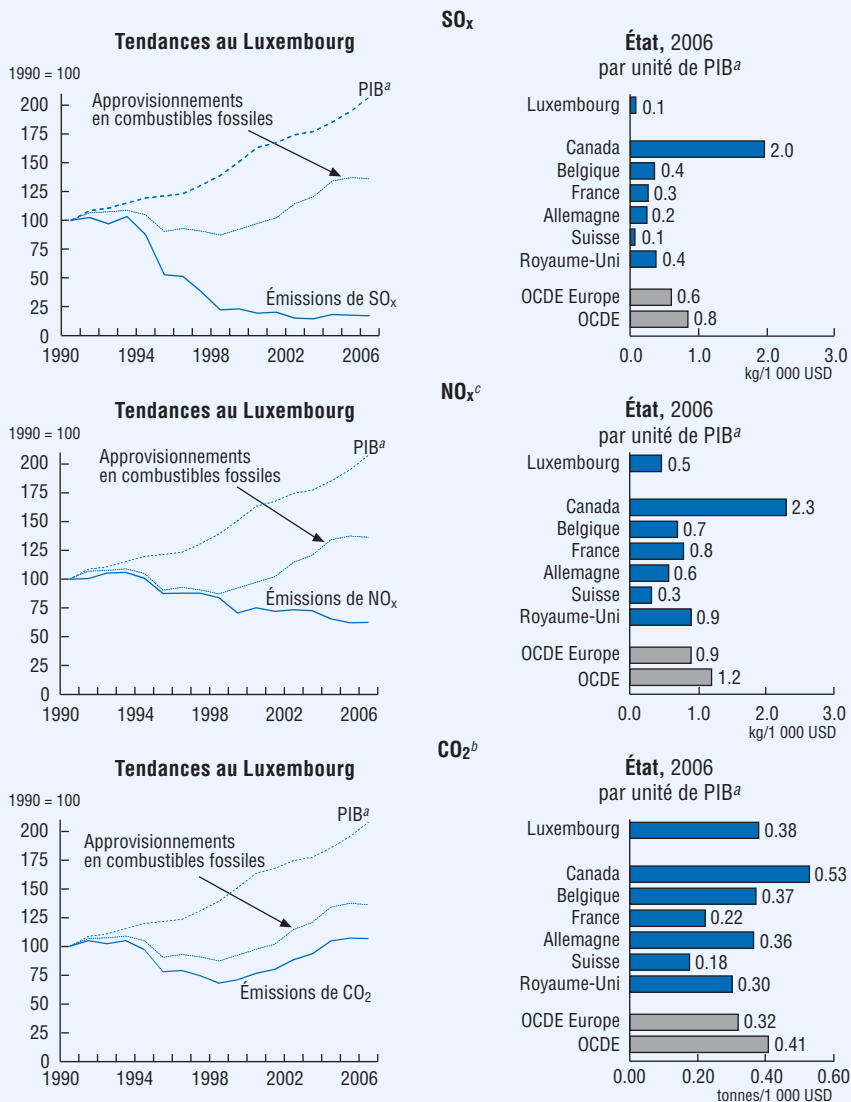 SOx
Tendances au Luxembourg
1990 = 100
200
175
150
125
100
75
50
25
0
1990 1994 1998 2002 2006
PIBa
Approvisionnements
en combustibles fossiles
Émissions de SOx
État, 2006
par unité de PIBa
Luxembourg 0.1
Canada 2.0
Belgique 0.4
France 0.3
Allemagne 0.2
Suisse 0.1
Royaume-Uni 0.4
OCDE Europe 0.6
OCDE 0.8
0.0 1.0 2.0 3.0
kg/1 000 USD
NOxc
Tendances au Luxembourg
1990 = 100
200
175
150
125
100
75
50
25
0
1990 1994 1998 2002 2006
PIBa
Approvisionnements
en combustibles fossiles
Émissions de NOx
État, 2006
par unité de PIBa
Luxembourg 0.5
Canada 2.3
Belgique 0.7
France 0.8
Allemagne 0.6
Suisse 0.3
Royaume-Uni 0.9
OCDE Europe 0.9
OCDE 1.2
0.0 1.0 2.0 3.0
kg/1 000 USD
CO2b
Tendances au Luxembourg
1990 = 100
200
175
150
125
100
75
50
25
0
1990 1994 1998 2002 2006
PIBa
Approvisionnements
en combustibles fossiles
Émissions de CO2
État, 2006
par unité de PIBa
Luxembourg 0.38
Canada 0.53
Belgique 0.37
France 0.22
Allemagne 0.36
Suisse 0.18
Royaume-Uni 0.30
OCDE Europe 0.32
OCDE 0.41
0.00 0.20 0.40 0.60
tonnes/1 000 USD